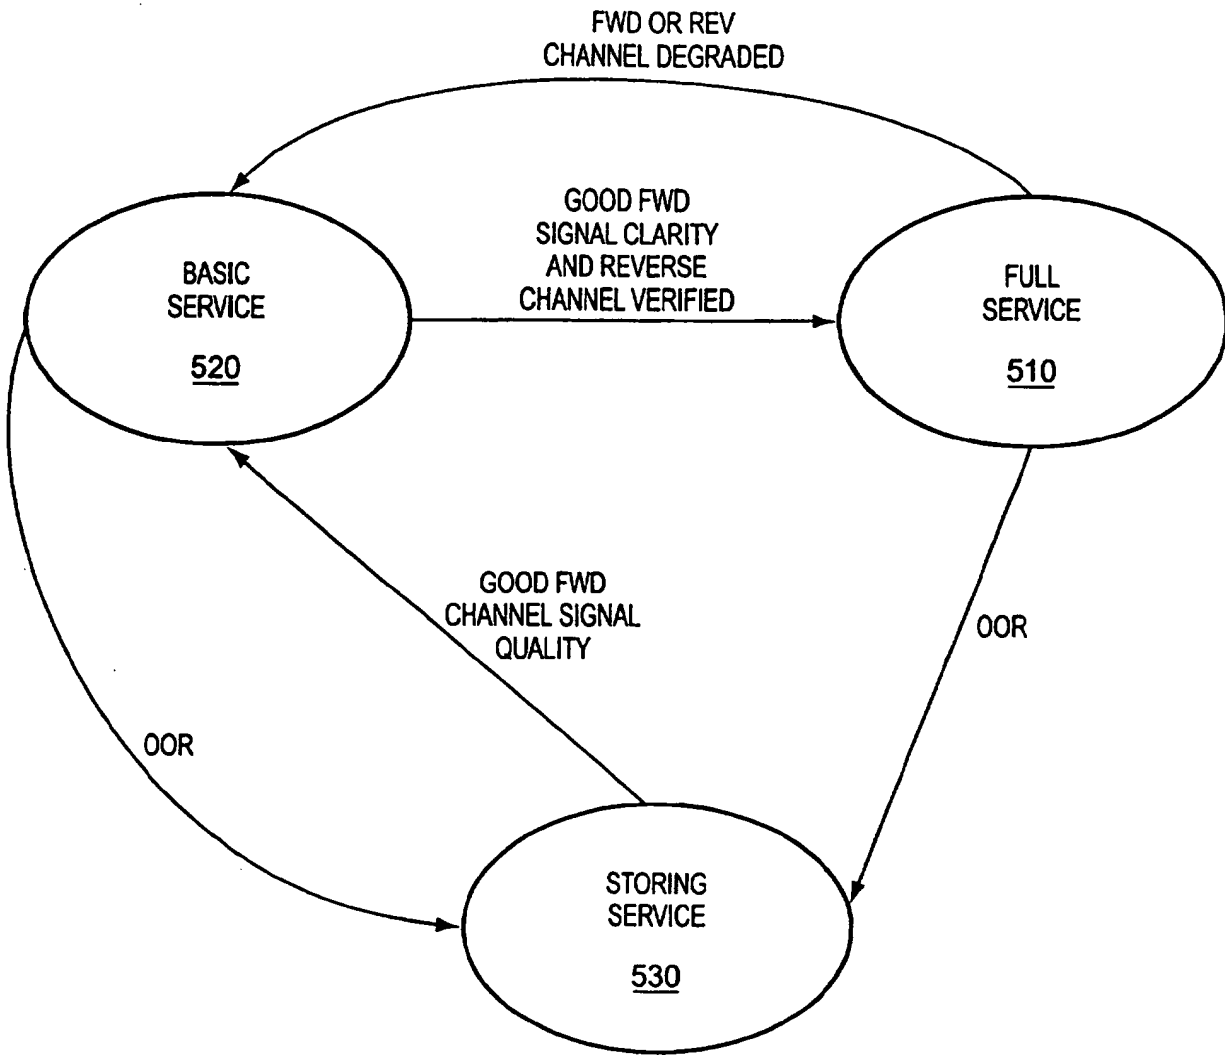 FWD OR REV
CHANNEL DEGRADED
GOOD FWD
SIGNAL CLARITY
AND REVERSE
CHANNEL VERIFIED
BASIC
SERVICE
520
FULL
SERVICE
510
GOOD FWD
CHANNEL SIGNAL
QUALITY
OOR
OOR
STORING
SERVICE
530